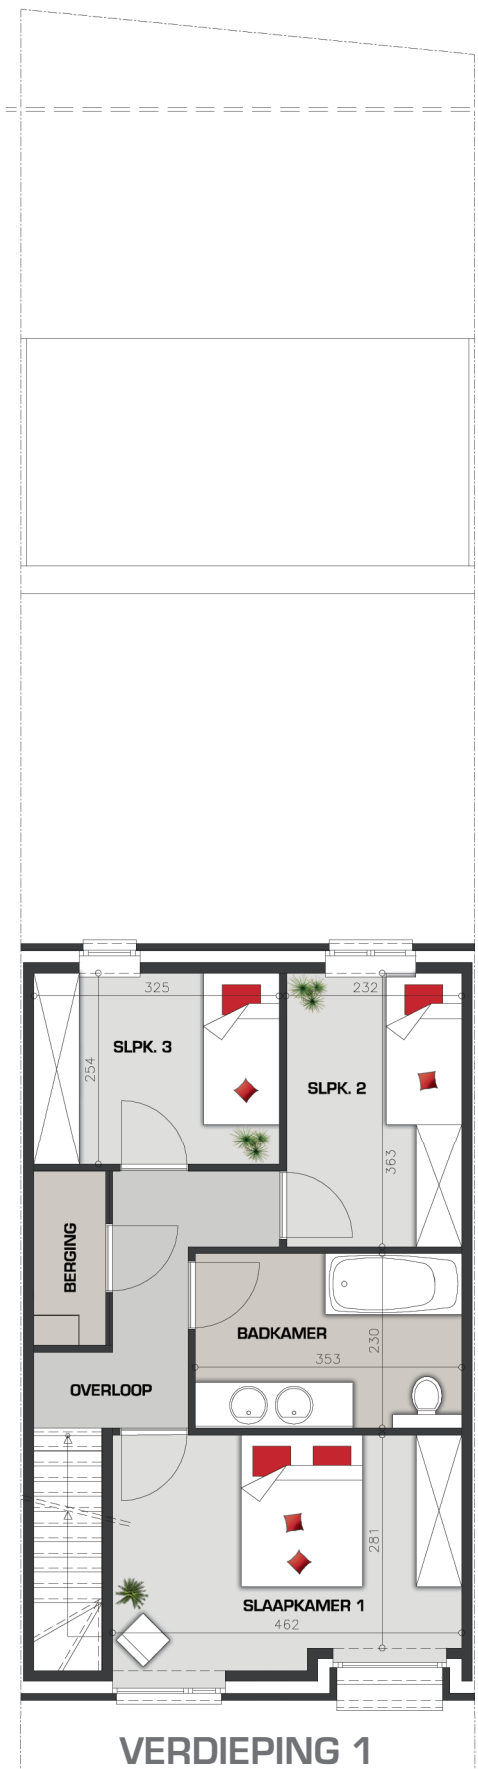 325
232
SLPK. 3
254
SLPK. 2
363
BERGING
BADKAMER
230
353
OVERLOOP
281
SLAAPKAMER 1
462
VERDIEPING 1